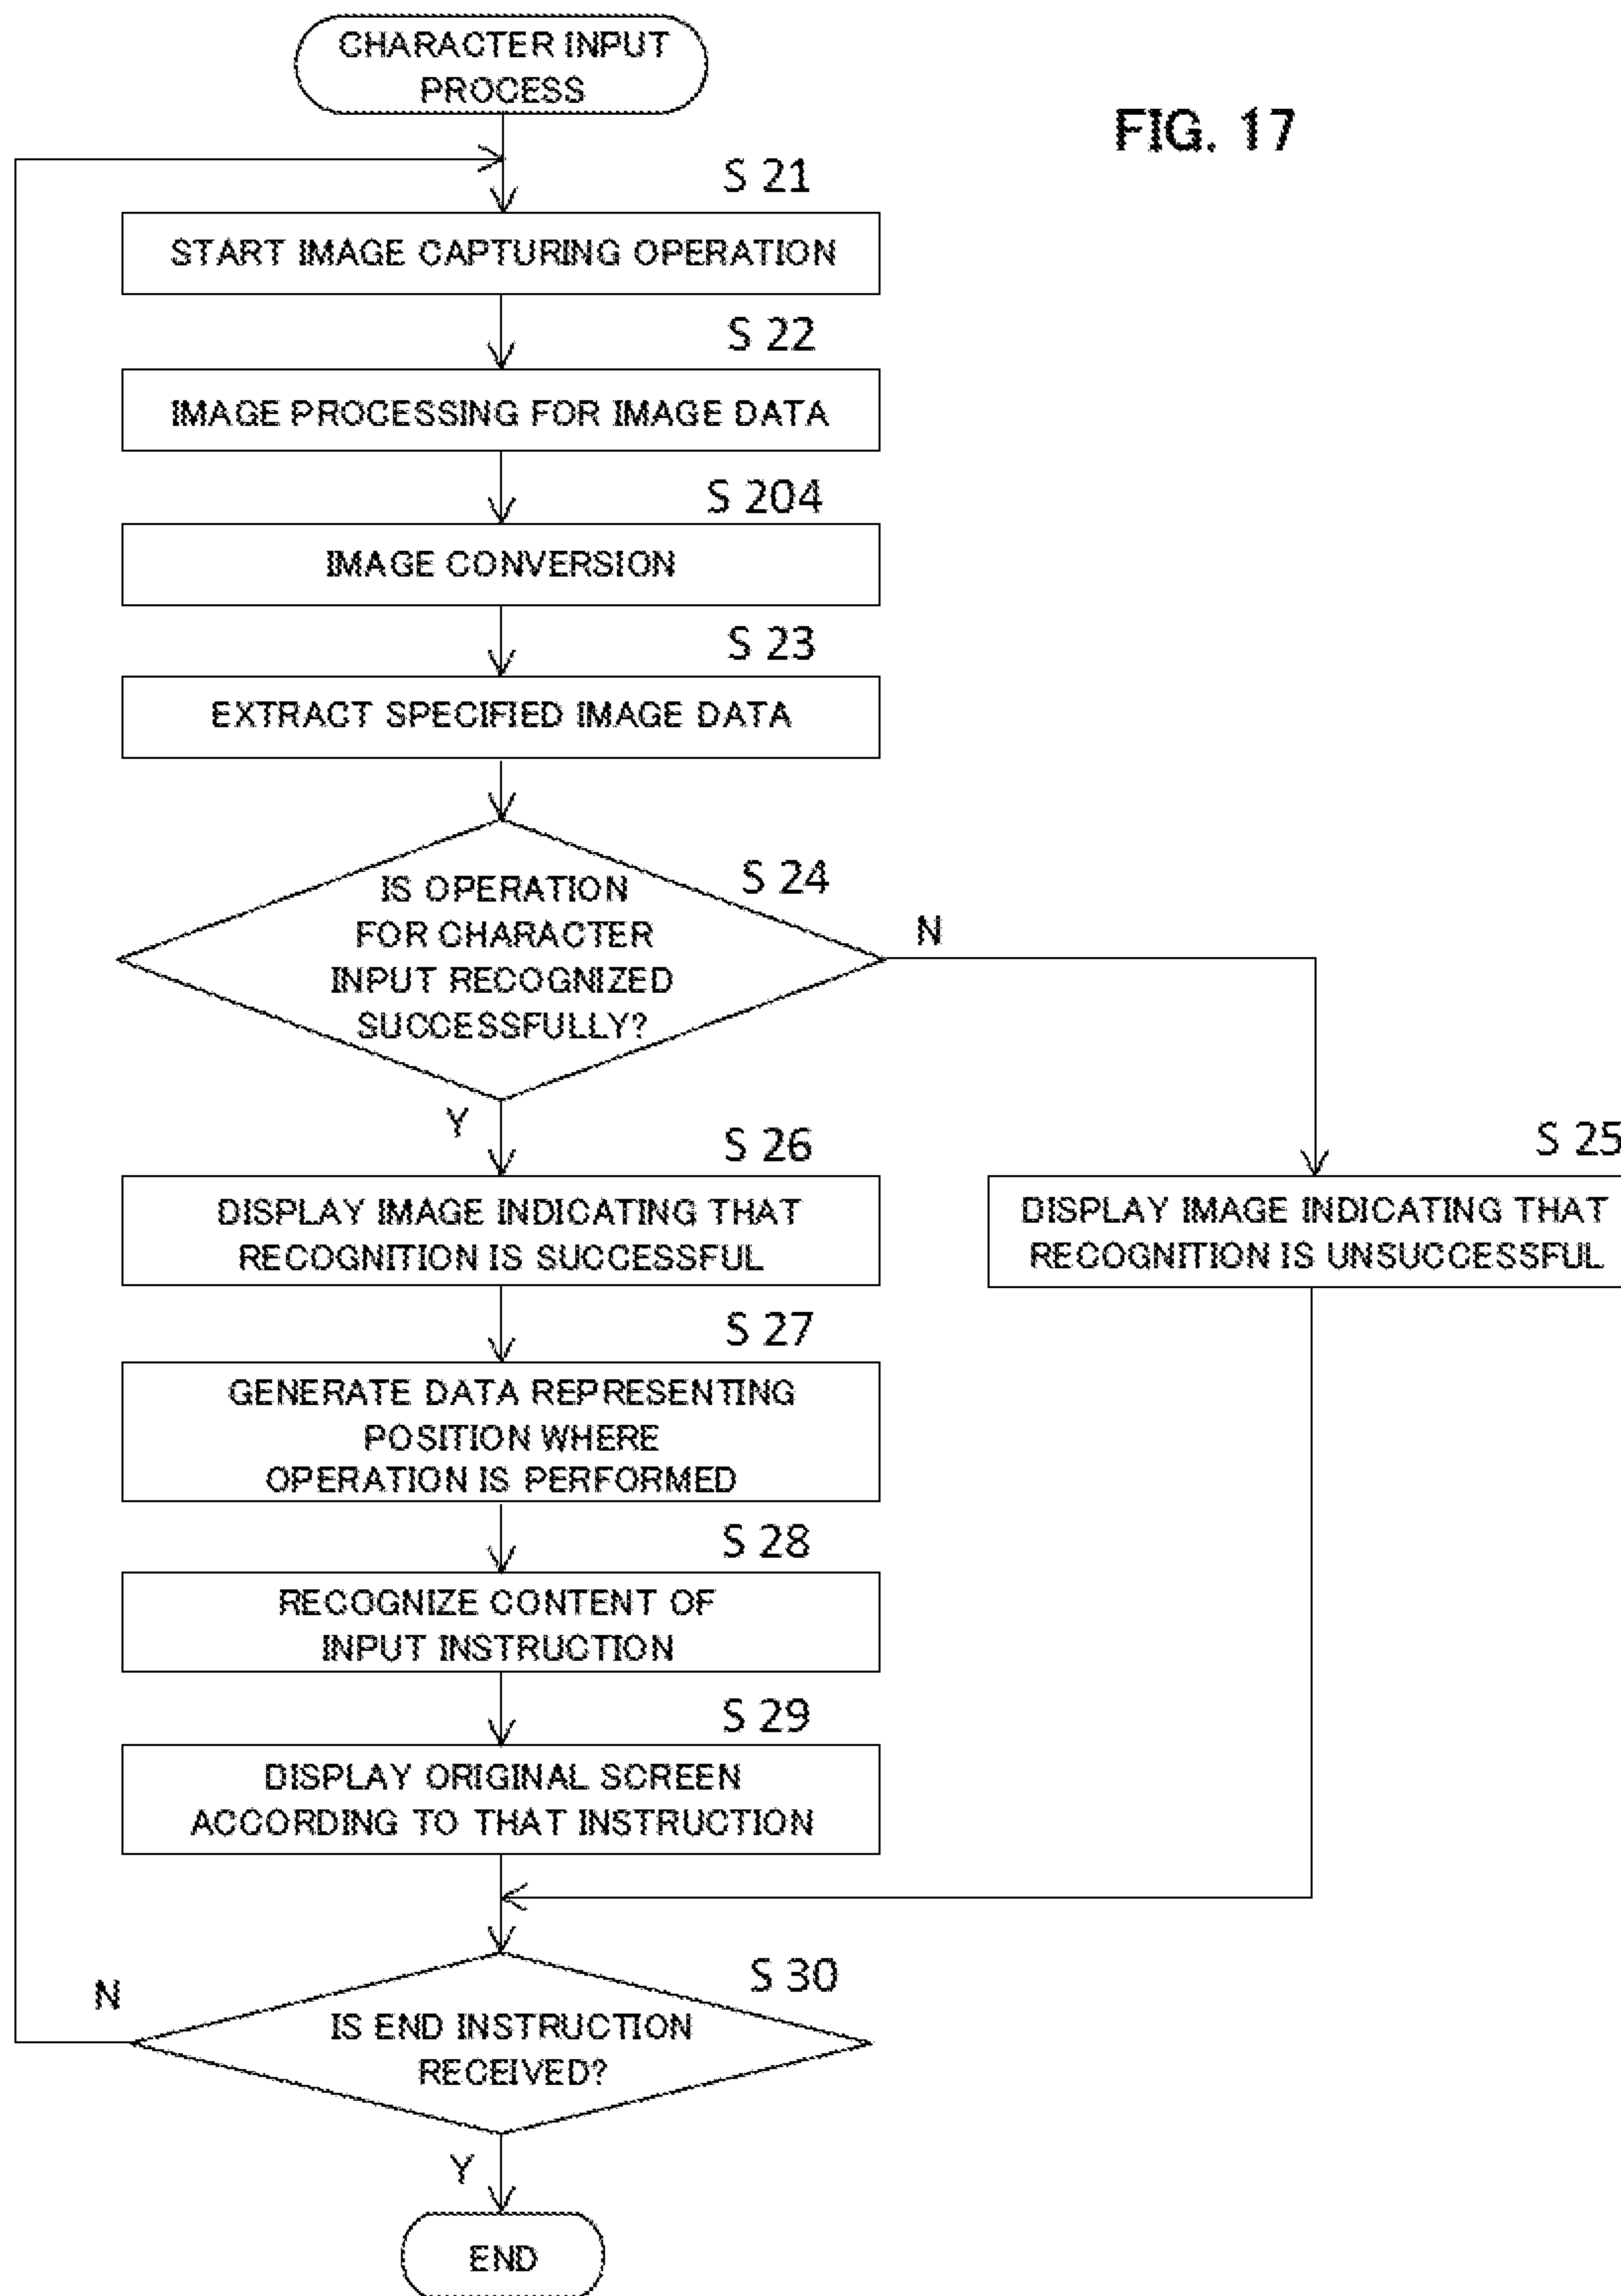 CHARACTER INPUT
PROCESS
FIG. 17
S 21
START IMAGE CAPTURING OPERATION
S 22
IMAGE PROCESSING FOR IMAGE DATA
S 204
IMAGE CONVERSION
S 23
EXTRACT SPECIFIED IMAGE DATA
S 24
IS OPERATION
FOR CHARACTER
INPUT RECOGNIZED
SUCCESSFULLY?
N
Y
S 26
DISPLAY IMAGE INDICATING THAT
RECOGNITION IS SUCCESSFUL
S 25
DISPLAY IMAGE INDICATING THAT
RECOGNITION IS UNSUCCESSFUL
S 27
GENERATE DATA REPRESENTING
POSITION WHERE
OPERATION IS PERFORMED
S 28
RECOGNIZE CONTENT OF
INPUT INSTRUCTION
S 29
DISPLAY ORIGINAL SCREEN
ACCORDING TO THAT INSTRUCTION
S 30
N
IS END INSTRUCTION
RECEIVED?
Y
END